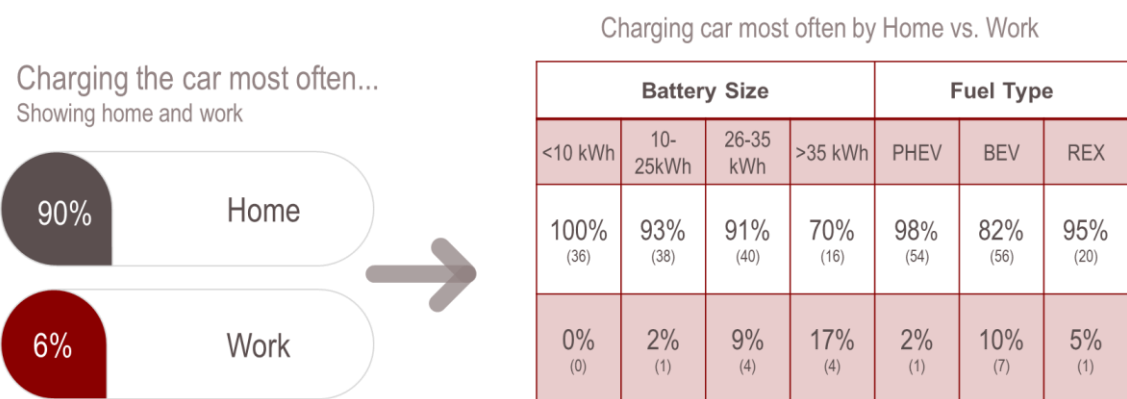 Charging the car most often...
Showing home and work
90% Home
6% Work
Charging car most often by Home vs. Work
Battery Size Fuel Type
<10 kWh 10-25kWh 26-35 kWh >35 kWh PHEV BEV REX
100% 93% 91% 70% 98% 82% 95%
(36) (38) (40) (16) (54) (56) (20)
0% 2% 9% 17% 2% 10% 5%
(0) (1) (4) (4) (1) (7) (1)